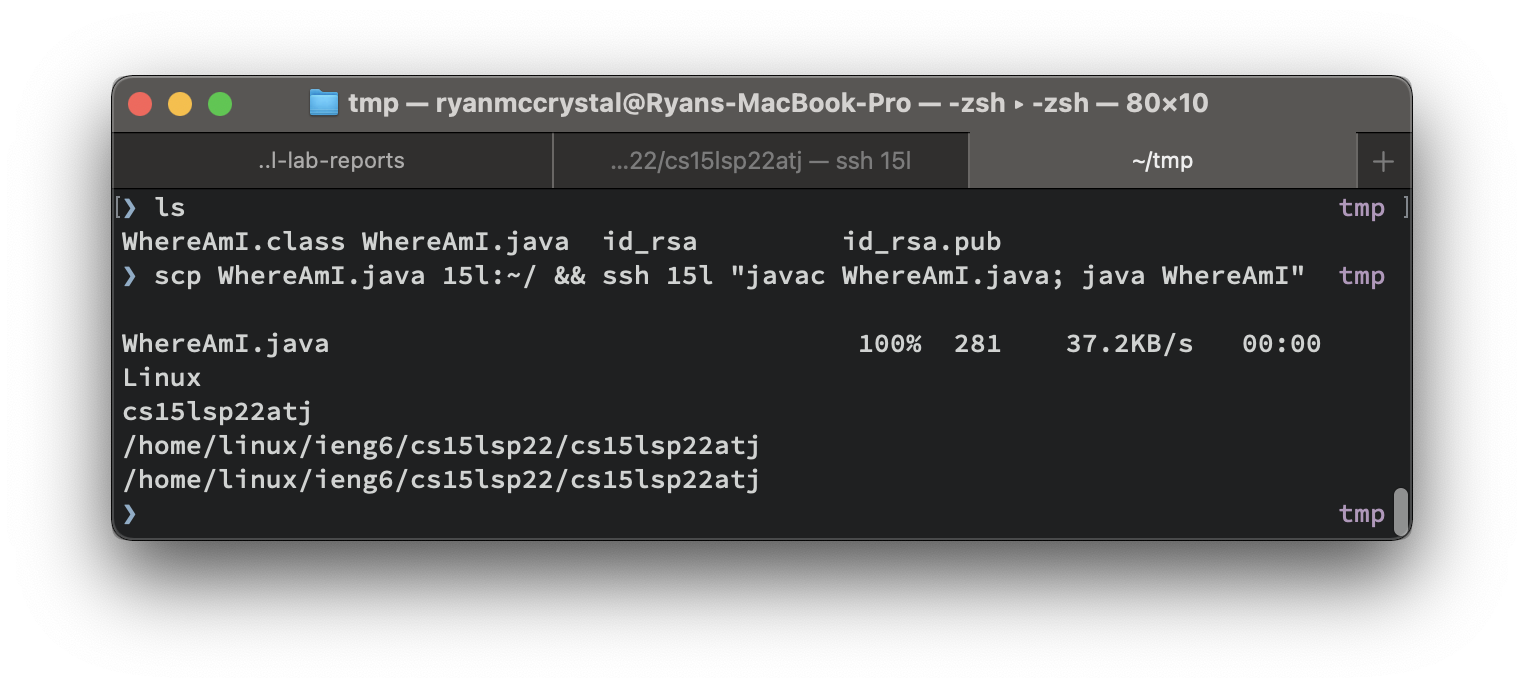 tmp — ryanmccrystal@Ryans-MacBook-Pro — -zsh ▸ -zsh — 80×10
..l-lab-reports
...22/cs15lsp22atj — ssh 15l
~/tmp
+
[❯ ls tmp ]
WhereAmI.class WhereAmI.java id_rsa id_rsa.pub
❯ scp WhereAmI.java 15l:~/ && ssh 15l "javac WhereAmI.java; java WhereAmI" tmp
WhereAmI.java 100% 281 37.2KB/s 00:00
Linux
cs15lsp22atj
/home/linux/ieng6/cs15lsp22/cs15lsp22atj
/home/linux/ieng6/cs15lsp22/cs15lsp22atj
❯ tmp